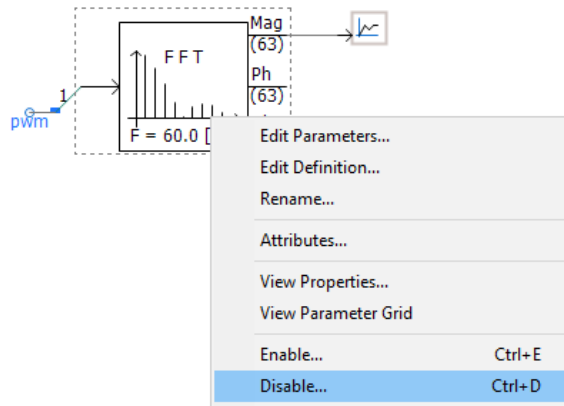 Mag
(63)
F F T
Ph
(63)
1
pwm
F = 60.0 [
Edit Parameters...
Edit Definition...
Rename...
Attributes...
View Properties...
View Parameter Grid
Enable... Ctrl+E
Disable... Ctrl+D